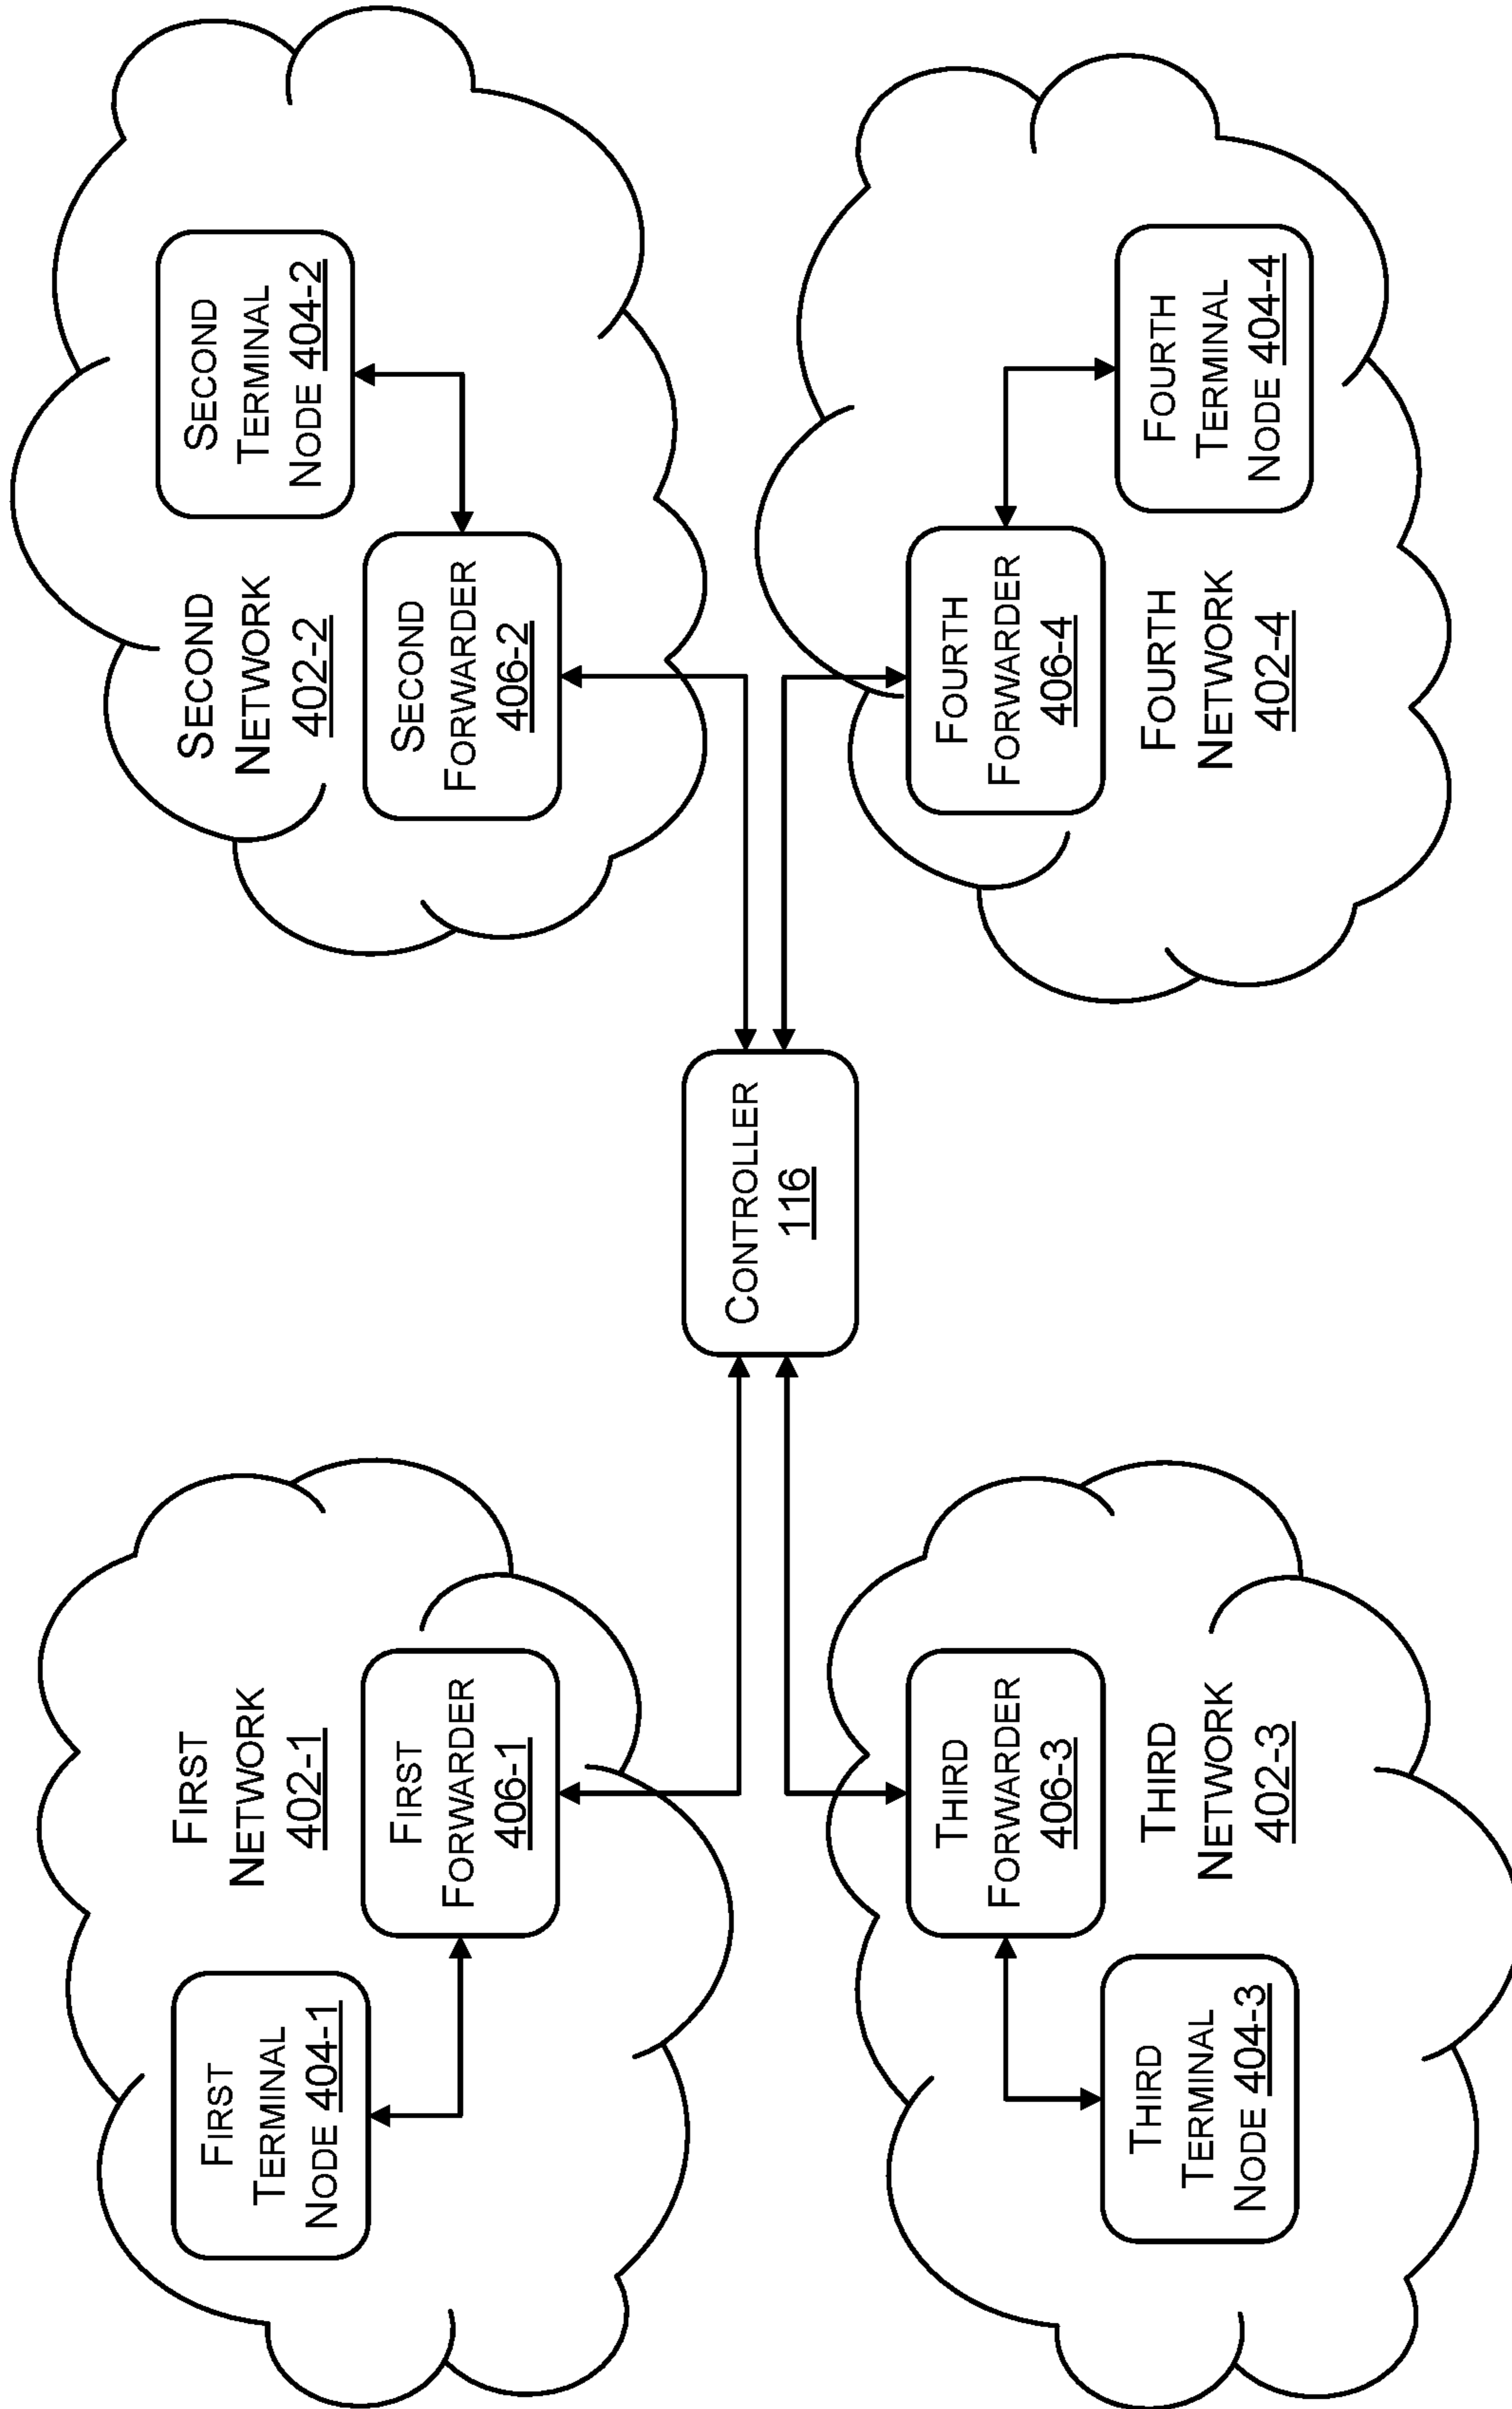 FIRST
NETWORK
402-1
FIRST
TERMINAL
NODE 404-1
FIRST
FORWARDER
406-1
SECOND
NETWORK
402-2
SECOND
TERMINAL
NODE 404-2
SECOND
FORWARDER
406-2
CONTROLLER
116
THIRD
FORWARDER
406-3
THIRD
TERMINAL
NODE 404-3
THIRD
NETWORK
402-3
FOURTH
FORWARDER
406-4
FOURTH
TERMINAL
NODE 404-4
FOURTH
NETWORK
402-4